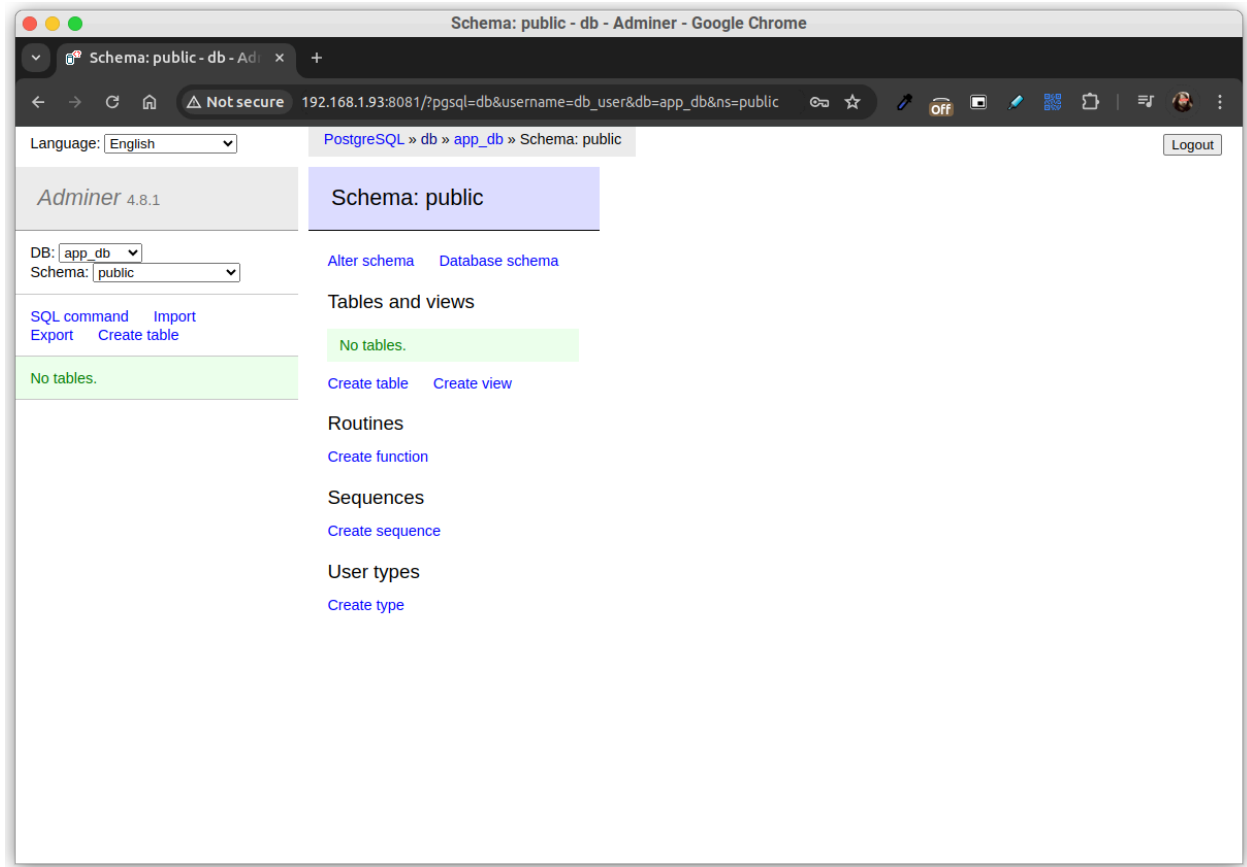 Schema: public - db - Adminer - Google Chrome
Schema: public - db - Ad
Not secure 192.168.1.93:8081/?pgsql=db&username=db_user&db=app_db&ns=public
Off
Language: English
PostgreSQL » db » app_db » Schema: public
Logout
Adminer 4.8.1
Schema: public
DB: app_db
Schema: public
SQL command Import
Export Create table
No tables.
Alter schema Database schema
Tables and views
No tables.
Create table Create view
Routines
Create function
Sequences
Create sequence
User types
Create type